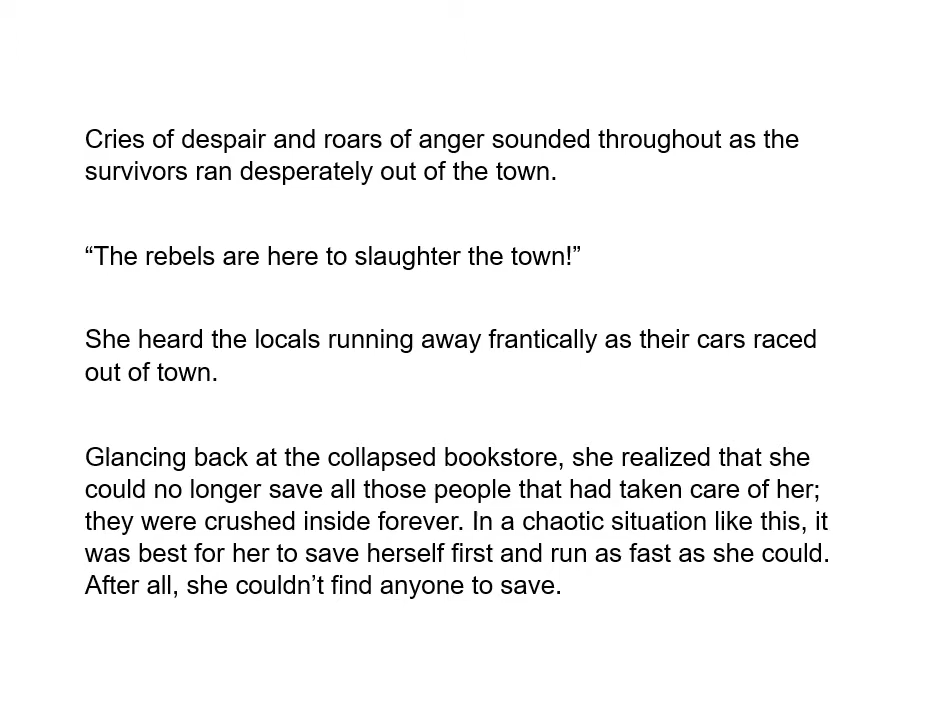 Cries of despair and roars of anger sounded throughout as the
survivors ran desperately out of the town.
“The rebels are here to slaughter the town!”
She heard the locals running away frantically as their cars raced
out of town.
Glancing back at the collapsed bookstore, she realized that she
could no longer save all those people that had taken care of her;
they were crushed inside forever. In a chaotic situation like this, it
was best for her to save herself first and run as fast as she could.
After all, she couldn’t find anyone to save.